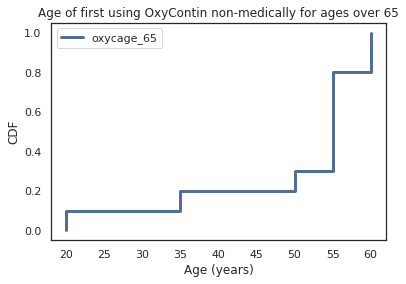 Age of first using OxyContin non-medically for ages over 65
oxycage_65
1.0
0.8
0.6
0.4
0.2
0.0
CDF
20 25 30 35 40 45 50 55 60
Age (years)